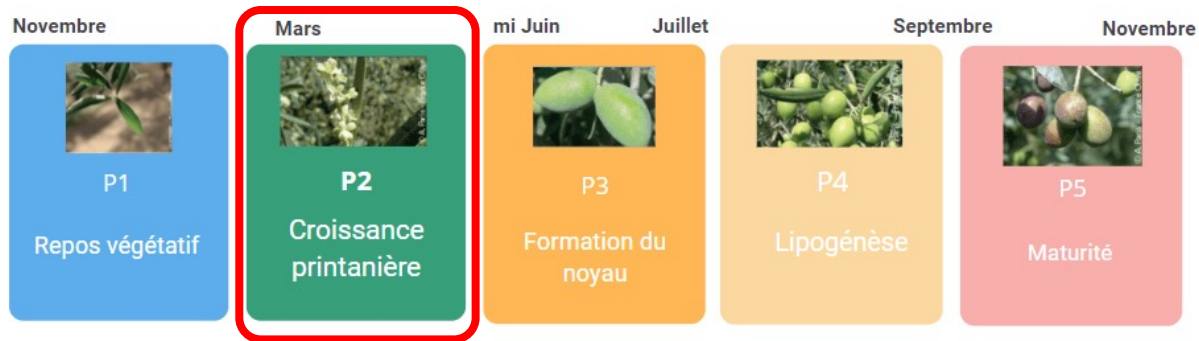 Novembre
Mars
mi Juin
Juillet
Septembre
Novembre
P1
Repos végétatif
P2
Croissance
printanière
P3
Formation du
noyau
P4
Lipogénèse
P5
Maturité